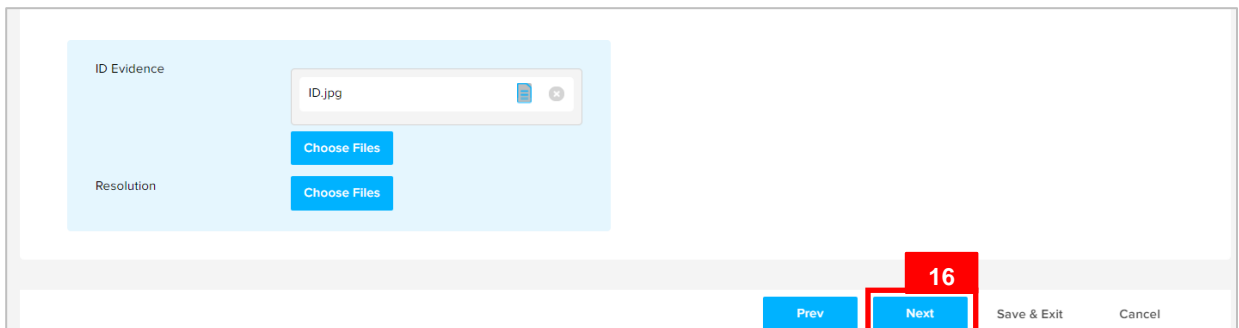 ID Evidence
ID.jpg
Choose Files
Resolution
Choose Files
16
Prev Next Save & Exit Cancel